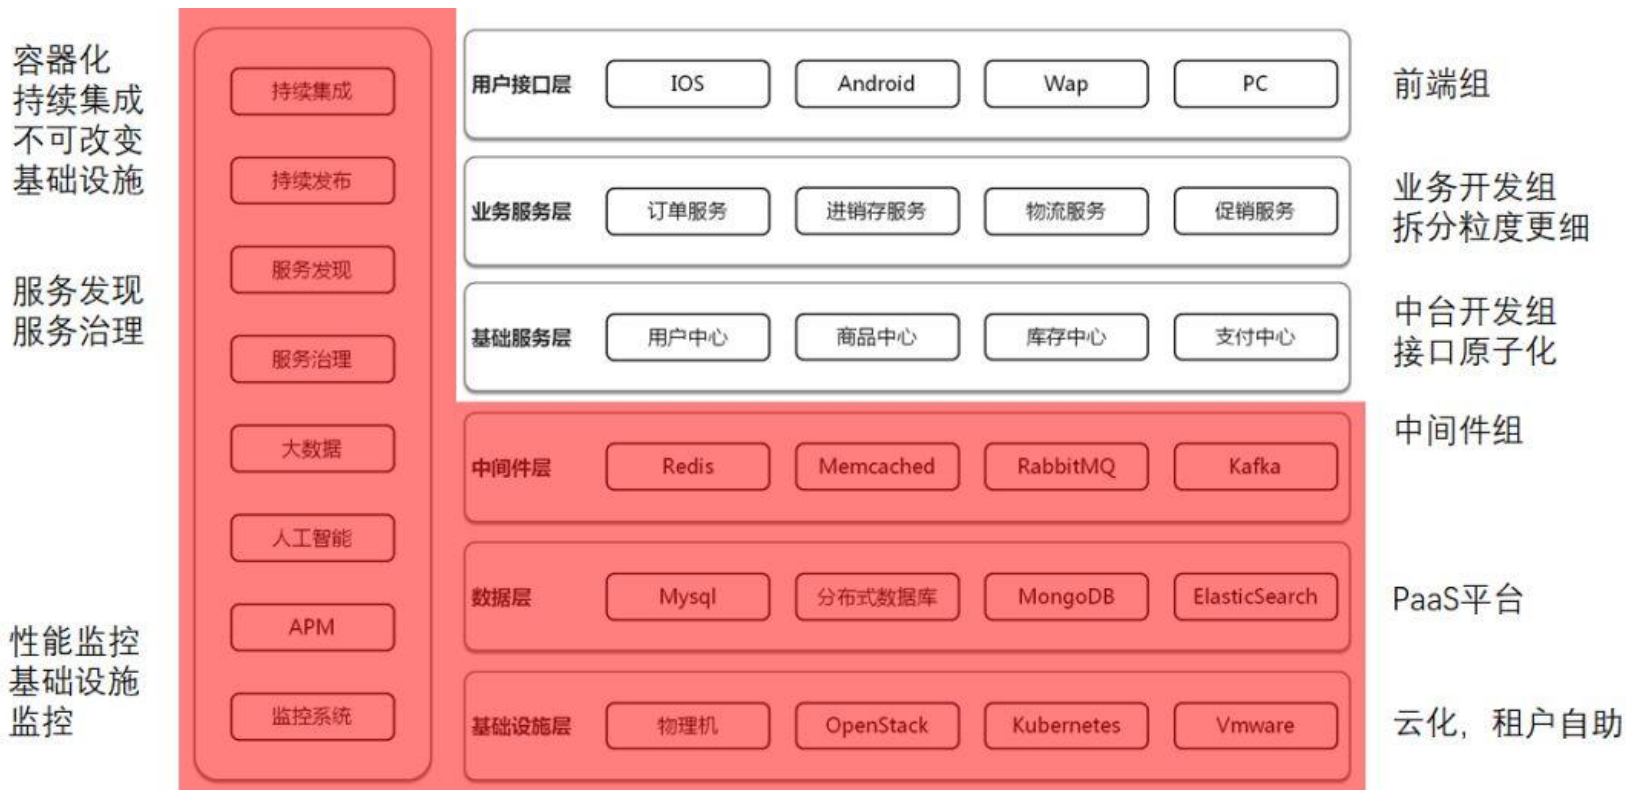 容器化
持续集成
不可改变
基础设施
服务发现
服务治理
性能监控
基础设施
监控
持续集成
持续发布
服务发现
服务治理
大数据
人工智能
APM
监控系统
用户接口层 IOS Android Wap PC
业务服务层 订单服务 进销存服务 物流服务 促销服务
基础服务层 用户中心 商品中心 库存中心 支付中心
中间件层 Redis Memcached RabbitMQ Kafka
数据层 Mysql 分布式数据库 MongoDB ElasticSearch
基础设施层 物理机 OpenStack Kubernetes Vmware
前端组
业务开发组
拆分粒度更细
中台开发组
接口原子化
中间件组
PaaS平台
云化，租户自助